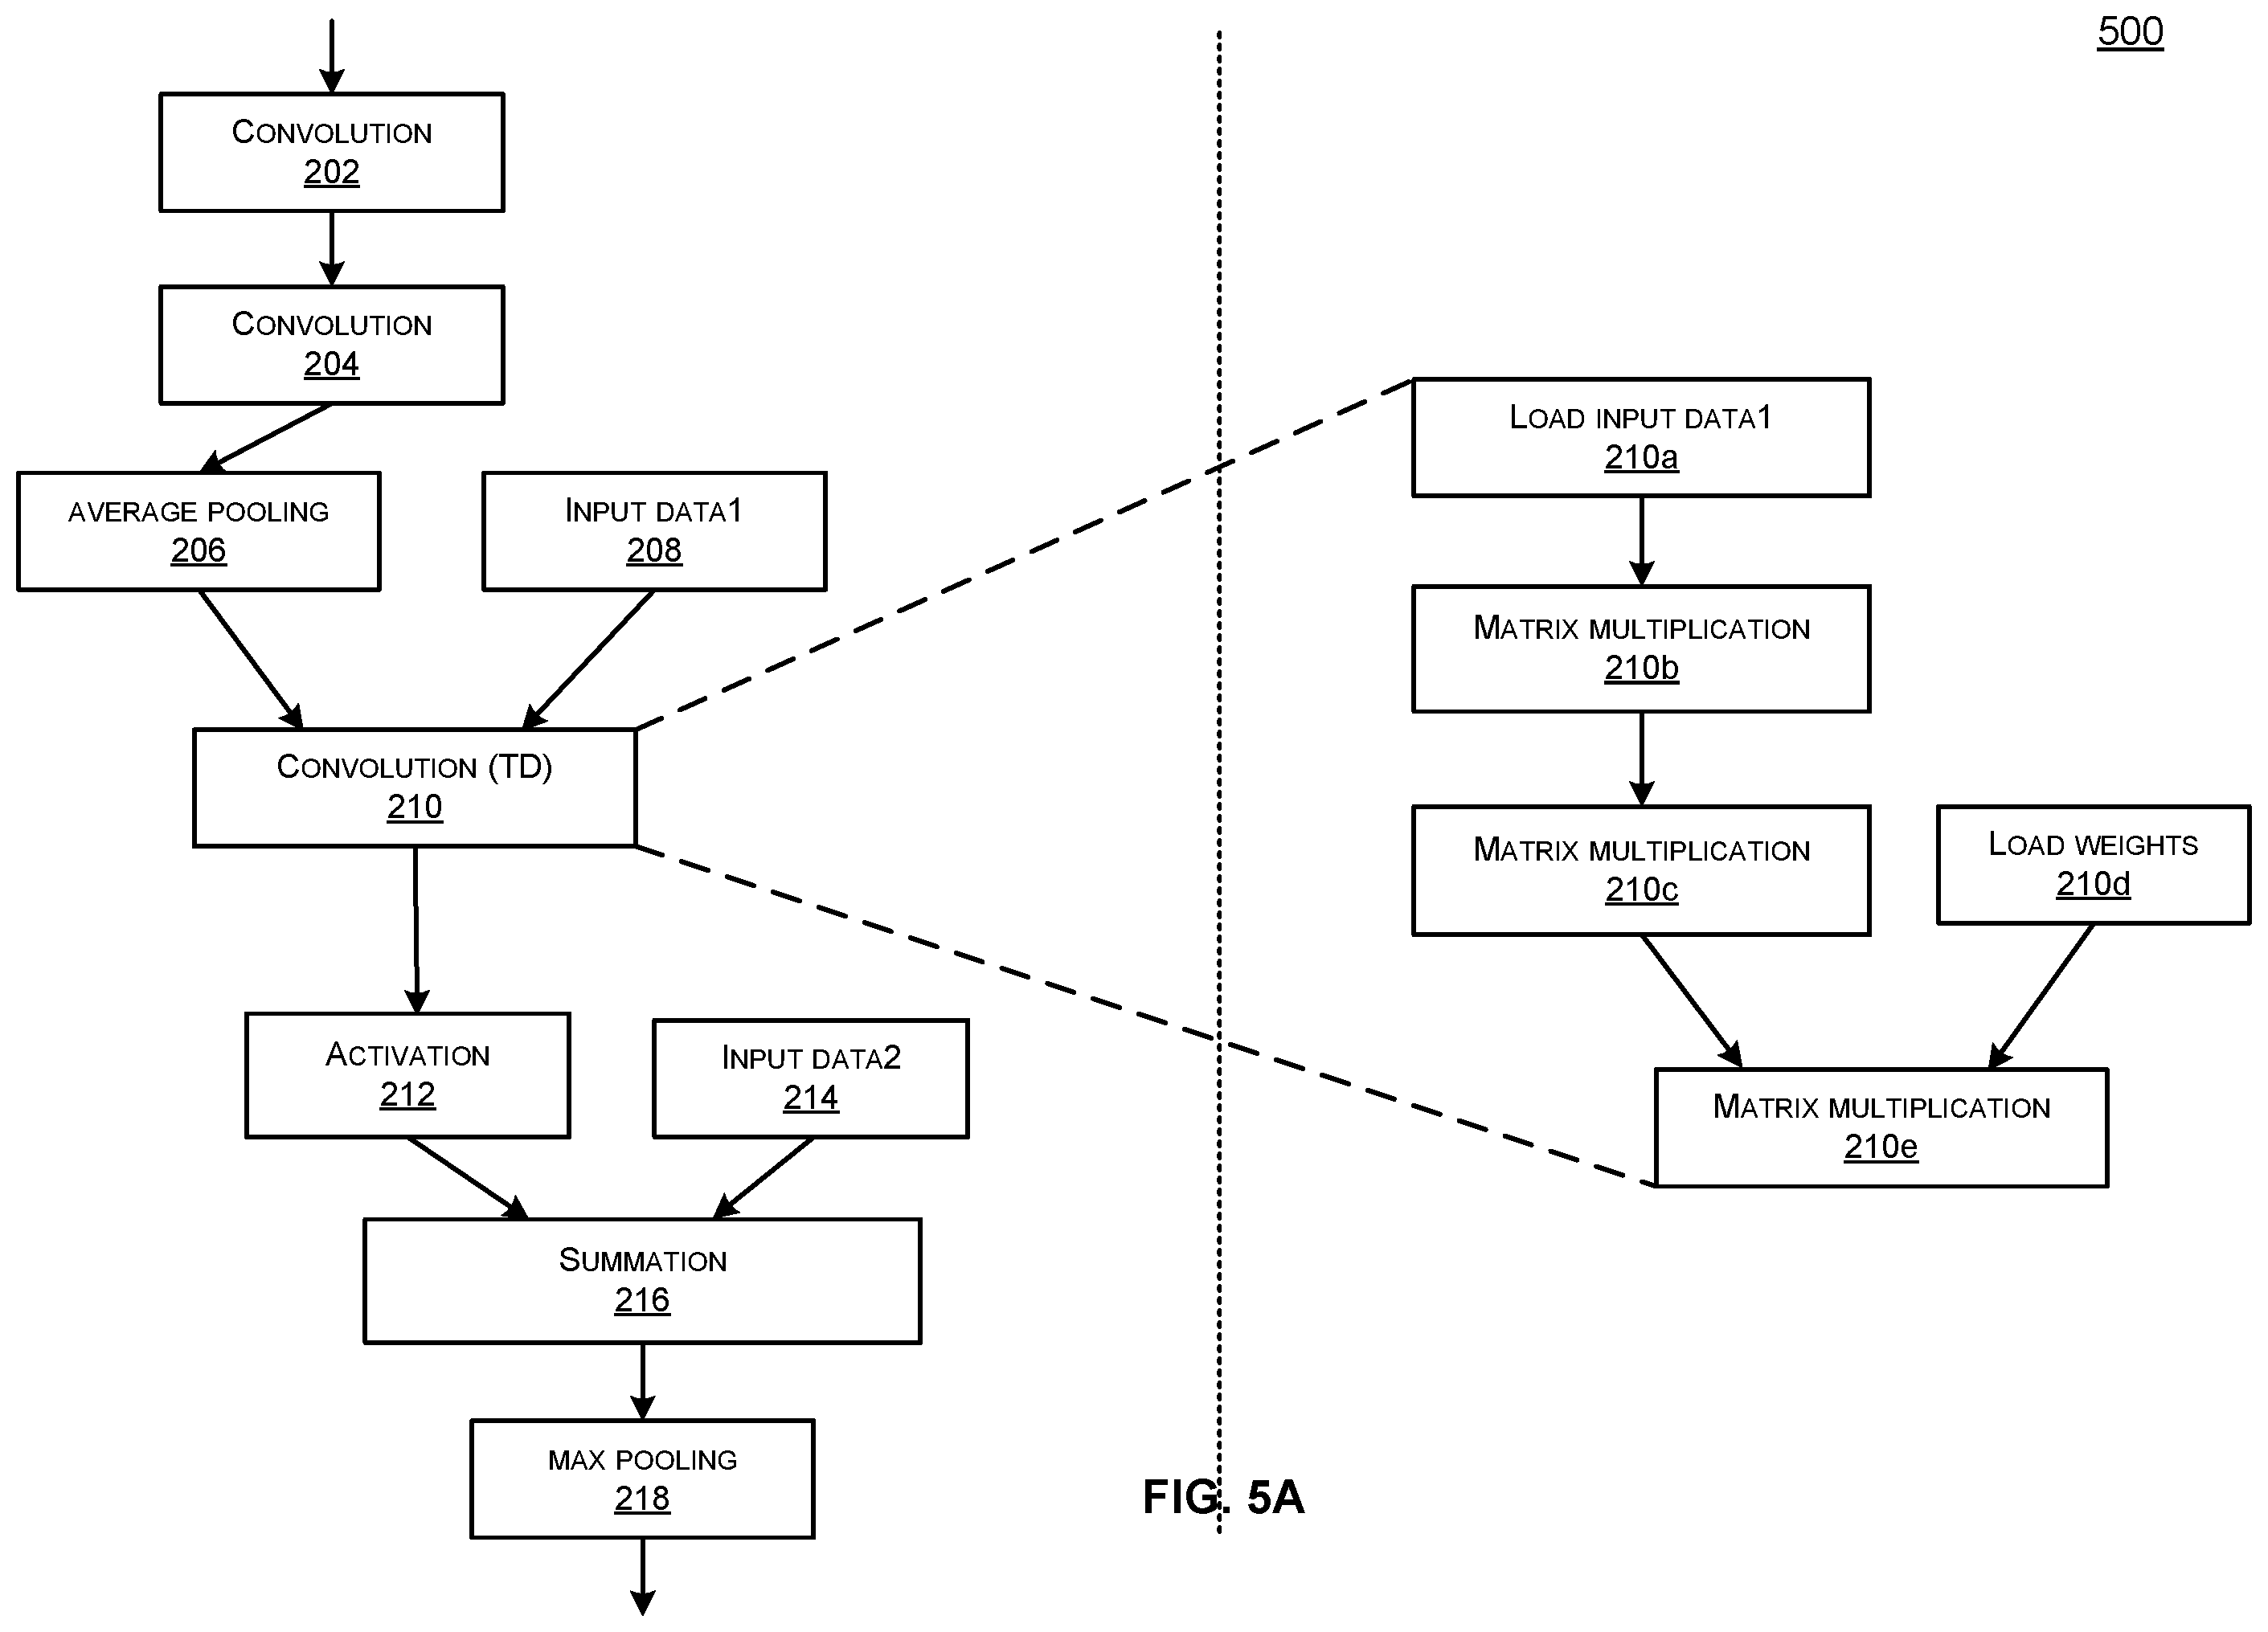 500
Convolution
202
Convolution
204
average pooling
206
Input data1
208
Convolution (TD)
210
Activation
212
Input data2
214
Summation
216
max pooling
218
Load input data1
210a
Matrix multiplication
210b
Matrix multiplication
210c
Load weights
210d
Matrix multiplication
210e
FIG. 5A